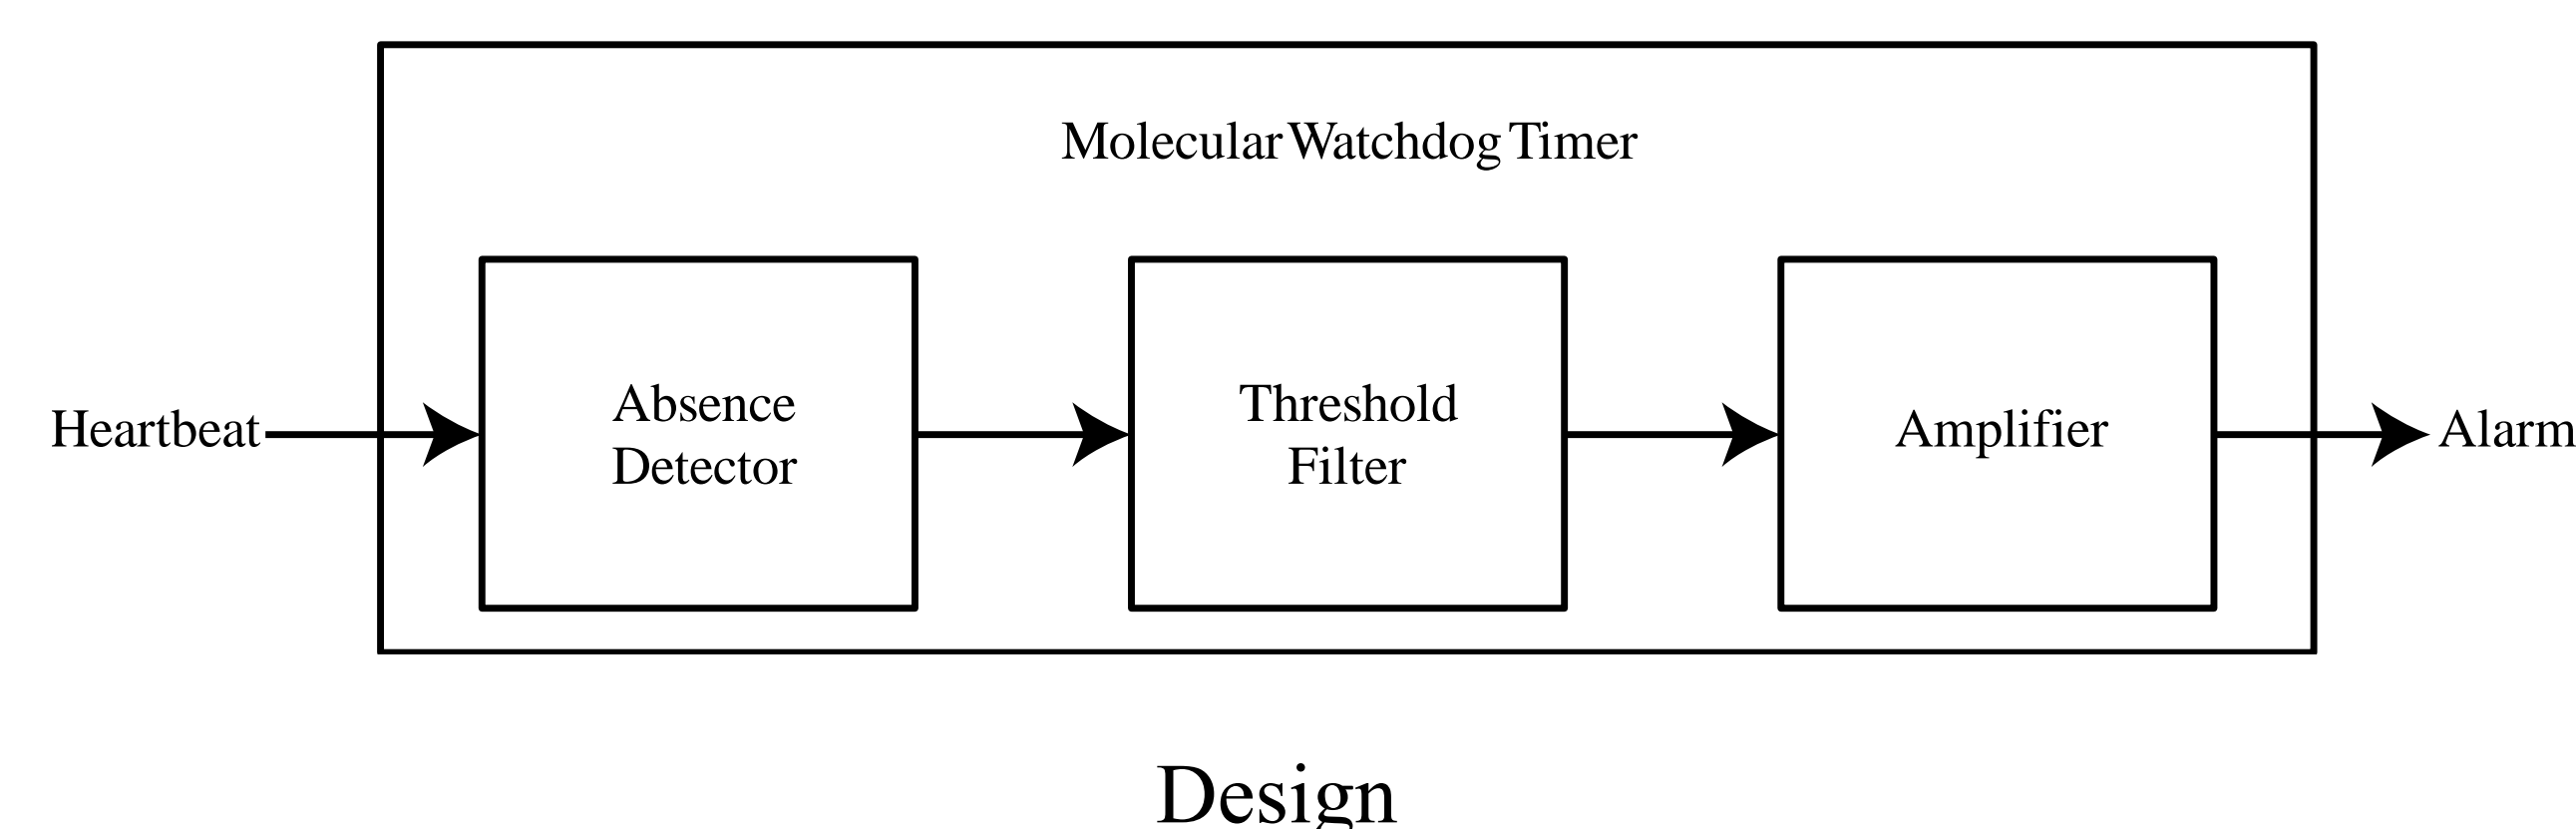 Molecular Watchdog Timer
Heartbeat
Absence
Detector
Threshold
Filter
Amplifier
Alarm
Design